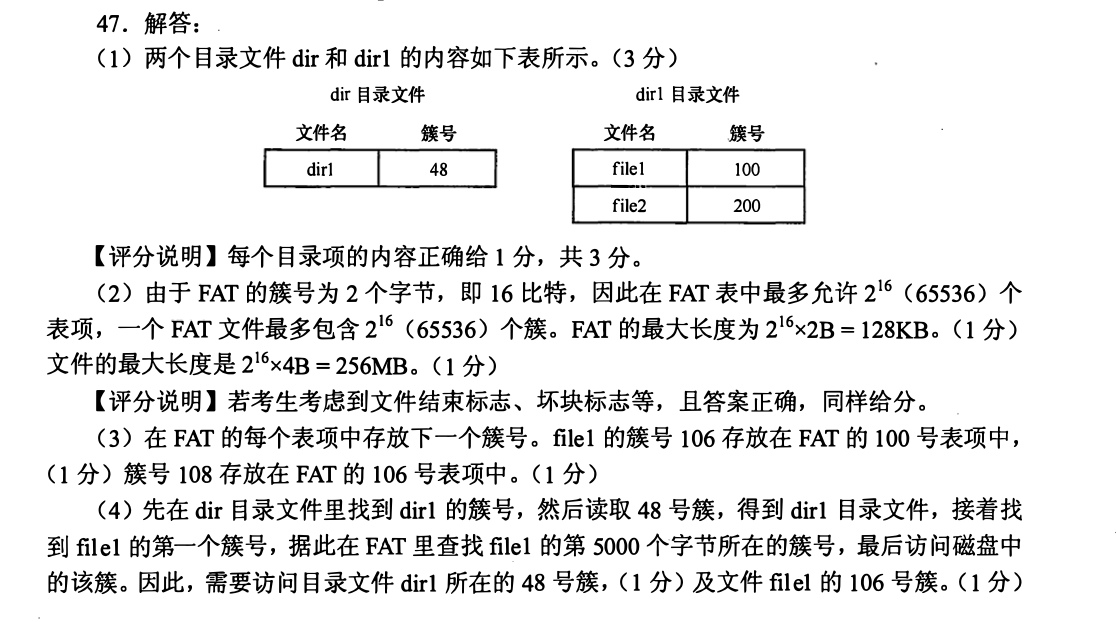 47．解答：
（1）两个目录文件 dir 和 dir1 的内容如下表所示。（3 分）
dir 目录文件 dir1 目录文件
文件名 簇号 文件名 簇号
dir1 48 file1 100
file2 200
【评分说明】每个目录项的内容正确给 1 分，共 3 分。
（2）由于 FAT 的簇号为 2 个字节，即 16 比特，因此在 FAT 表中最多允许 2¹⁶（65536）个
表项，一个 FAT 文件最多包含 2¹⁶（65536）个簇。FAT 的最大长度为 2¹⁶×2B = 128KB。（1 分）
文件的最大长度是 2¹⁶×4B = 256MB。（1 分）
【评分说明】若考生考虑到文件结束标志、坏块标志等，且答案正确，同样给分。
（3）在 FAT 的每个表项中存放下一个簇号。file1 的簇号 106 存放在 FAT 的 100 号表项中，
（1 分）簇号 108 存放在 FAT 的 106 号表项中。（1 分）
（4）先在 dir 目录文件里找到 dir1 的簇号，然后读取 48 号簇，得到 dir1 目录文件，接着找
到 file1 的第一个簇号，据此在 FAT 里查找 file1 的第 5000 个字节所在的簇号，最后访问磁盘中
的该簇。因此，需要访问目录文件 dir1 所在的 48 号簇，（1 分）及文件 file1 的 106 号簇。（1 分）